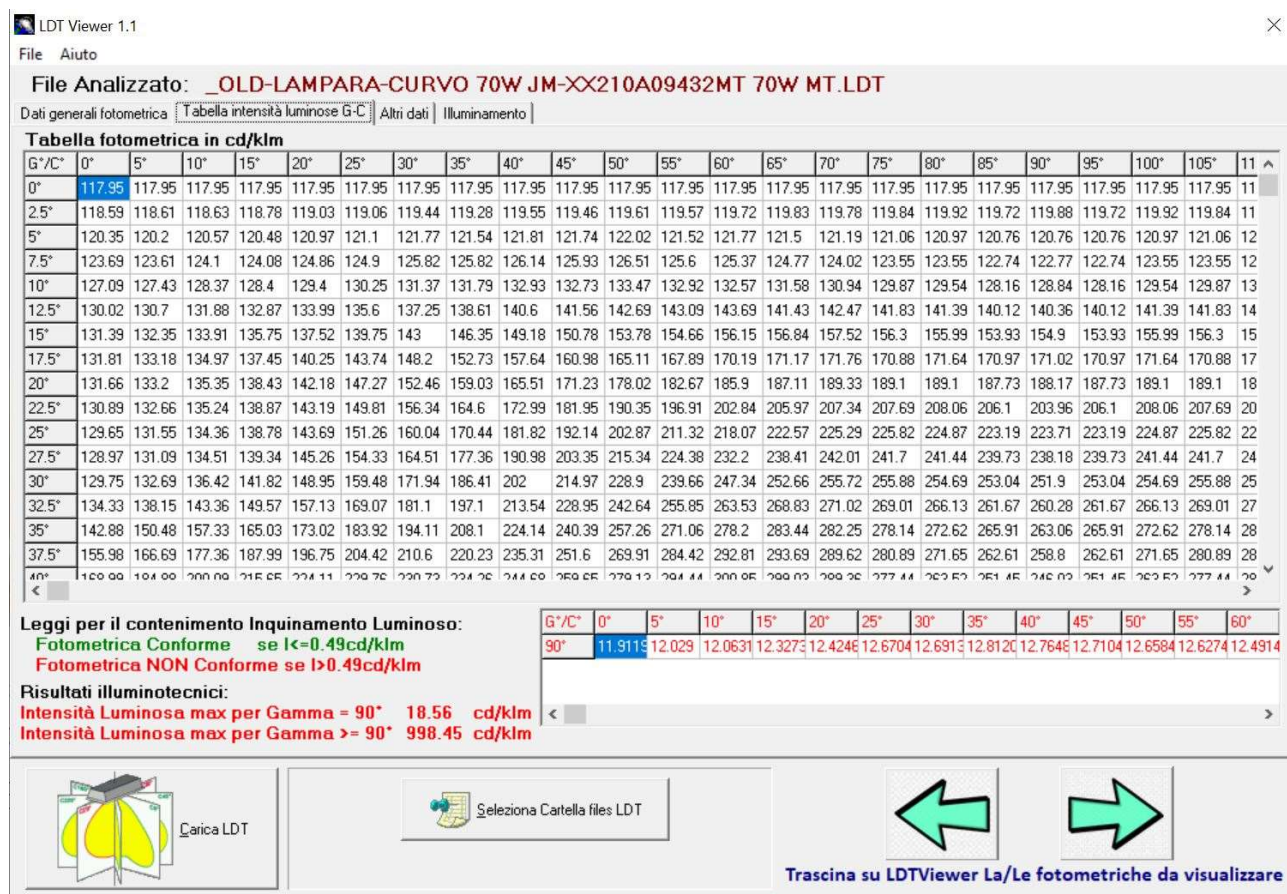 LDT Viewer 1.1
File Aiuto
File Analizzato: _OLD-LAMPARA-CURVO 70W JM-XX210A09432MT 70W MT.LDT
Dati generali fotometrica Tabella intensità luminose G-C Altri dati Illuminamento
Tabella fotometrica in cd/klm
G°/C° 0° 5° 10° 15° 20° 25° 30° 35° 40° 45° 50° 55° 60° 65° 70° 75° 80° 85° 90° 95° 100° 105° 11
0° 117.95 117.95 117.95 117.95 117.95 117.95 117.95 117.95 117.95 117.95 117.95 117.95 117.95 117.95 117.95 117.95 117.95 117.95 117.95 117.95 117.95 117.95 11
2.5° 118.59 118.61 118.63 118.78 119.03 119.06 119.44 119.28 119.55 119.46 119.61 119.57 119.72 119.83 119.78 119.84 119.92 119.72 119.88 119.72 119.92 119.84 11
5° 120.35 120.2 120.57 120.48 120.97 121.1 121.77 121.54 121.81 121.74 122.02 121.52 121.77 121.5 121.19 121.06 120.97 120.76 120.76 120.76 120.97 121.06 12
7.5° 123.69 123.61 124.1 124.08 124.86 124.9 125.82 125.82 126.14 125.93 126.51 125.6 125.37 124.77 124.02 123.55 123.55 122.74 122.77 122.74 123.55 123.55 12
10° 127.09 127.43 128.37 128.4 129.4 130.25 131.37 131.79 132.93 132.73 133.47 132.92 132.57 131.58 130.94 129.87 129.54 128.16 128.84 128.16 129.54 129.87 13
12.5° 130.02 130.7 131.88 132.87 133.99 135.6 137.25 138.61 140.6 141.56 142.69 143.09 143.69 141.43 142.47 141.83 141.39 140.12 140.36 140.12 141.39 141.83 14
15° 131.39 132.35 133.91 135.75 137.52 139.75 143 146.35 149.18 150.78 153.78 154.66 156.15 156.84 157.52 156.3 155.99 153.93 154.9 153.93 155.99 156.3 15
17.5° 131.81 133.18 134.97 137.45 140.25 143.74 148.2 152.73 157.64 160.98 165.11 167.89 170.19 171.17 171.76 170.88 171.64 170.97 171.02 170.97 171.64 170.88 17
20° 131.66 133.2 135.35 138.43 142.18 147.27 152.46 159.03 165.51 171.23 178.02 182.67 185.9 187.11 189.33 189.1 189.1 187.73 188.17 187.73 189.1 189.1 18
22.5° 130.89 132.66 135.24 138.87 143.19 149.81 156.34 164.6 172.99 181.95 190.35 196.91 202.84 205.97 207.34 207.69 208.06 206.1 203.96 206.1 208.06 207.69 20
25° 129.65 131.55 134.36 138.78 143.69 151.26 160.04 170.44 181.82 192.14 202.87 211.32 218.07 222.57 225.29 225.82 224.87 223.19 223.71 223.19 224.87 225.82 22
27.5° 128.97 131.09 134.51 139.34 145.26 154.33 164.51 177.36 190.98 203.35 215.34 224.38 232.2 238.41 242.01 241.7 241.44 239.73 238.18 239.73 241.44 241.7 24
30° 129.75 132.69 136.42 141.82 148.95 159.48 171.94 186.41 202 214.97 228.9 239.66 247.34 252.66 255.72 255.88 254.69 253.04 251.9 253.04 254.69 255.88 25
32.5° 134.33 138.15 143.36 149.57 157.13 169.07 181.1 197.1 213.54 228.95 242.64 255.85 263.53 268.83 271.02 269.01 266.13 261.67 260.28 261.67 266.13 269.01 27
35° 142.88 150.48 157.33 165.03 173.02 183.92 194.11 208.1 224.14 240.39 257.26 271.06 278.2 283.44 282.25 278.14 272.62 265.91 263.06 265.91 272.62 278.14 28
37.5° 155.98 166.69 177.36 187.99 196.75 204.42 210.6 220.23 235.31 251.6 269.91 284.42 292.81 293.69 289.62 280.89 271.65 262.61 258.8 262.61 271.65 280.89 28
Leggi per il contenimento Inquinamento Luminoso:
Fotometrica Conforme se I<=0.49cd/klm
Fotometrica NON Conforme se I>0.49cd/klm
Risultati illuminotecnici:
Intensità Luminosa max per Gamma = 90° 18.56 cd/klm
Intensità Luminosa max per Gamma >= 90° 998.45 cd/klm
G°/C° 0° 5° 10° 15° 20° 25° 30° 35° 40° 45° 50° 55° 60°
90° 11.9119 12.029 12.0631 12.3273 12.4246 12.6704 12.6913 12.8120 12.7648 12.7104 12.6584 12.6274 12.4914
Carica LDT
Seleziona Cartella files LDT
Trascina su LDTViewer La/Le fotometriche da visualizzare